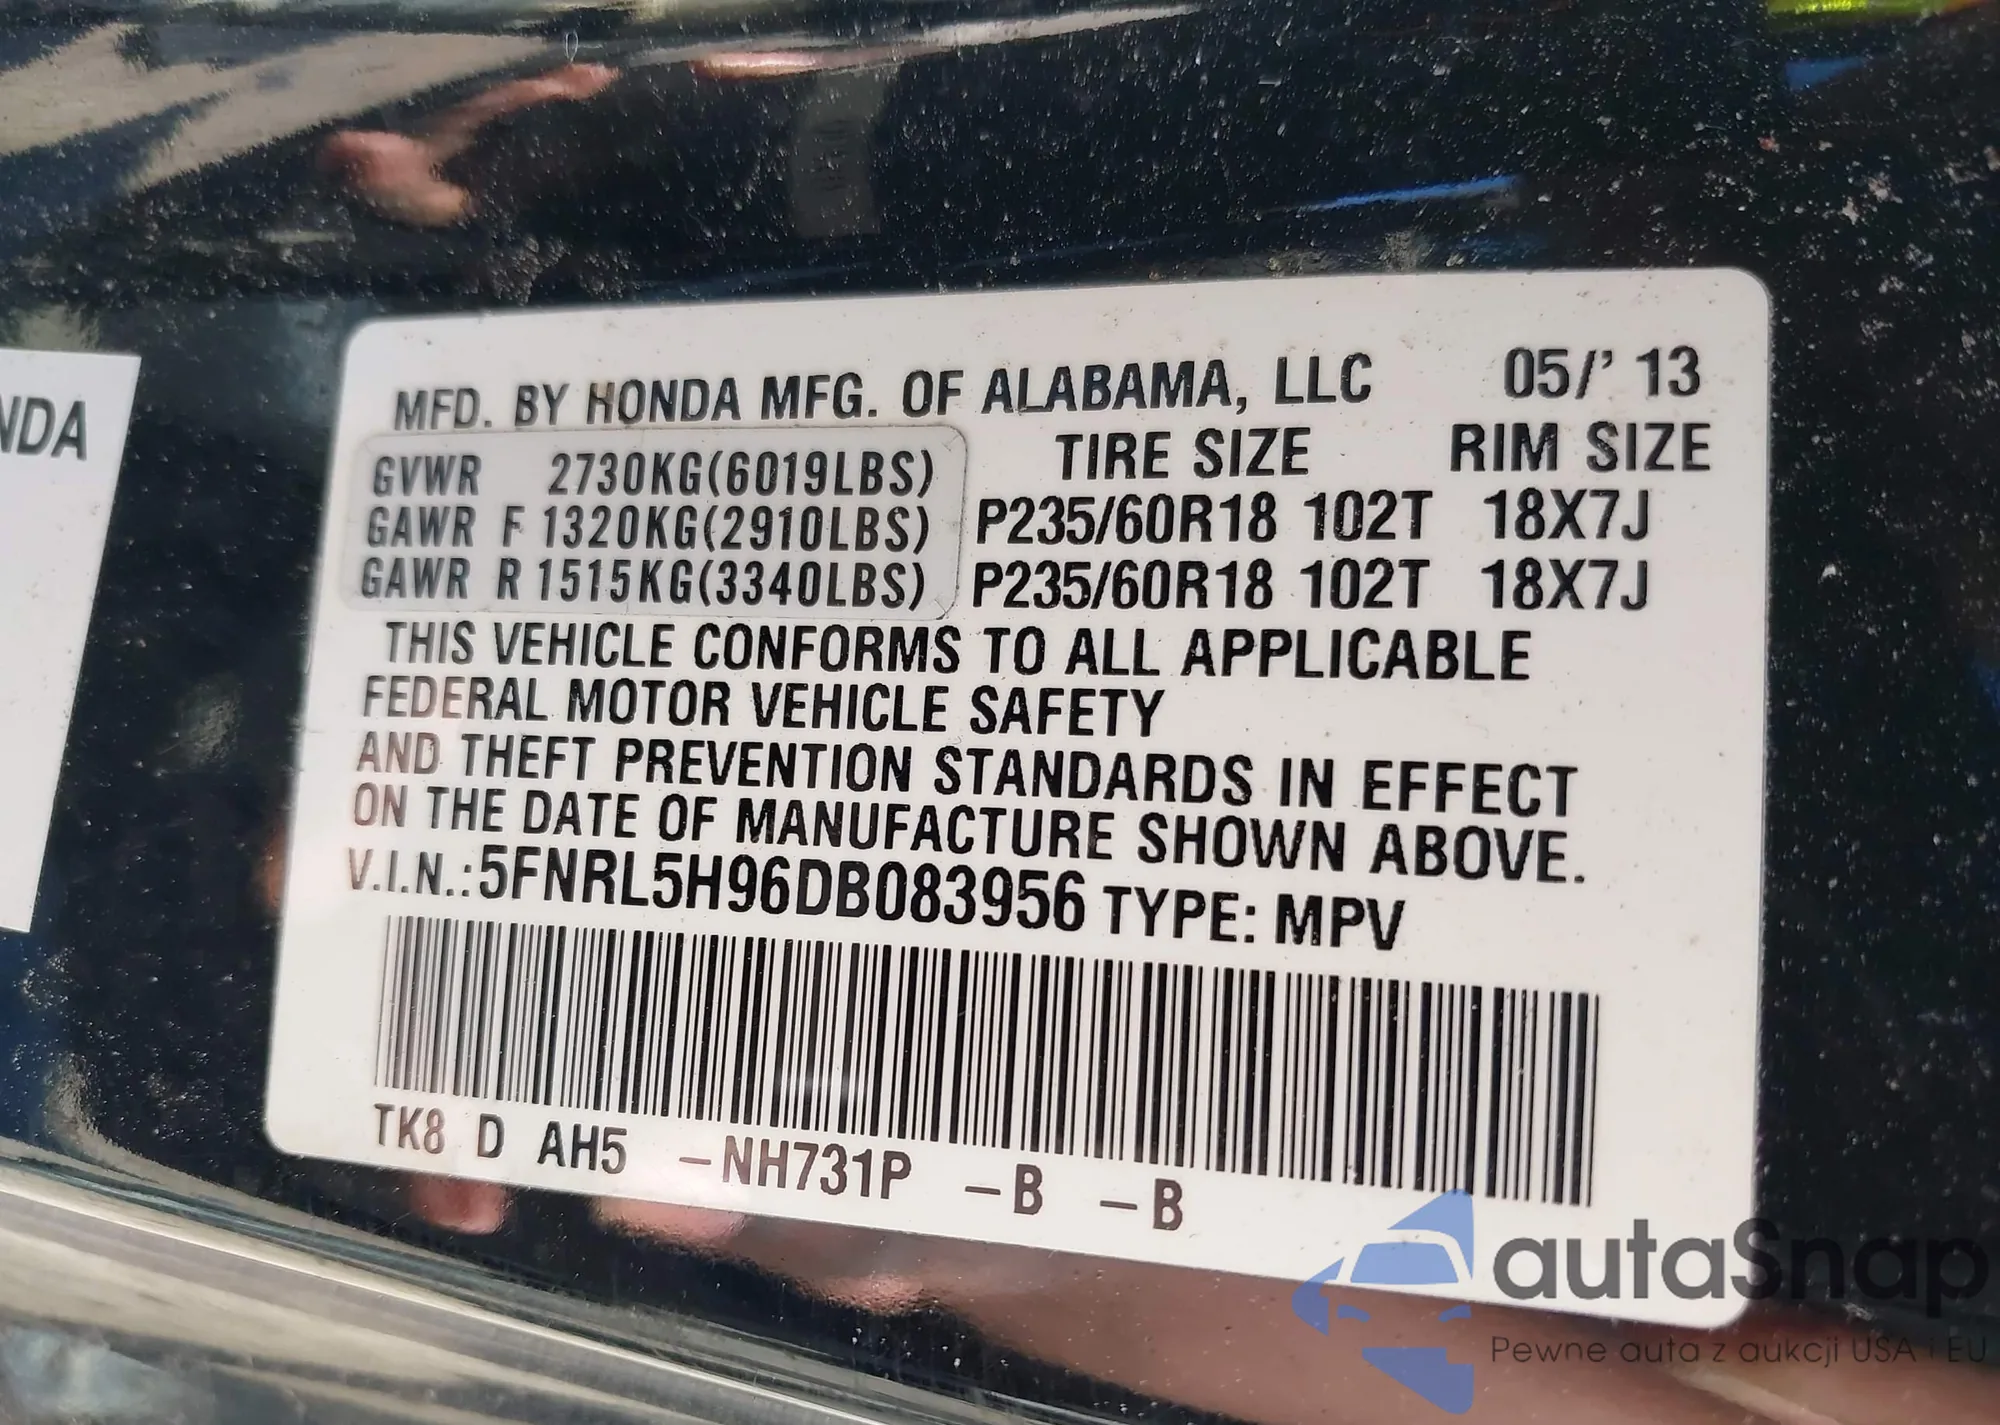 NDA
MFD. BY HONDA MFG. OF ALABAMA, LLC 05/' 13
TIRE SIZE RIM SIZE
GVWR 2730KG(6019LBS)
GAWR F 1320KG(2910LBS) P235/60R18 102T 18X7J
GAWR R 1515KG(3340LBS) P235/60R18 102T 18X7J
THIS VEHICLE CONFORMS TO ALL APPLICABLE
FEDERAL MOTOR VEHICLE SAFETY
AND THEFT PREVENTION STANDARDS IN EFFECT
ON THE DATE OF MANUFACTURE SHOWN ABOVE.
V.I.N.:5FNRL5H96DB083956 TYPE: MPV
TK8 D AH5 -NH731P -B -B
autaSnap
Pewne auta z aukcji USA i EU